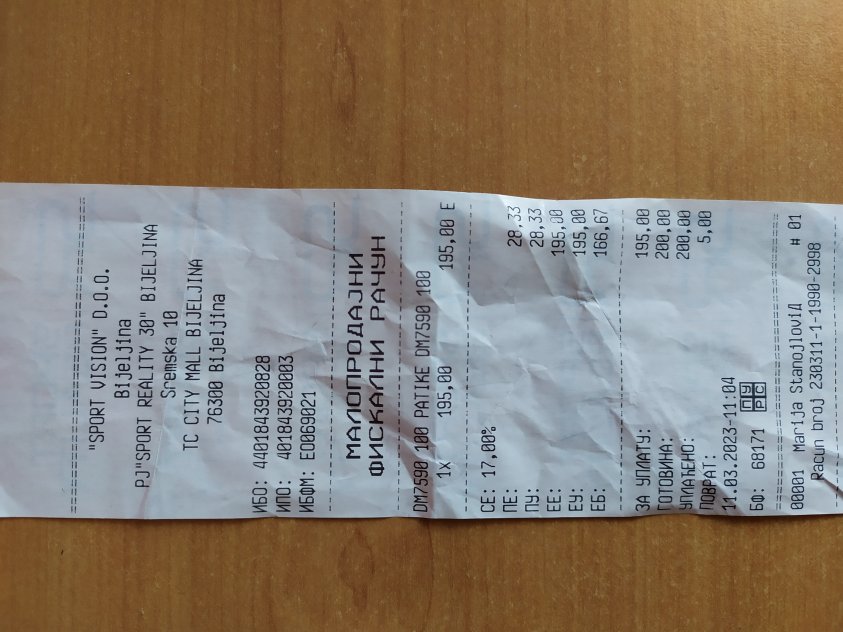 "SPORT VISION" D.O.O.
Bijeljina
PJ"SPORT REALITY 30" BIJELJINA
Sremska 10
TC CITY MALL BIJELJINA
76300 Bijeljina
ИБО: 4401843920828
ИПО: 401843920003
ИБФМ: E0069021
МАЛОПРОДАЈНИ
ФИСКАЛНИ РАЧУН
DM7590 100 PATIKE DM7590 100
1x 195,00 195,00 E
СЕ: 17,00%
ПЕ: 28,33
ПУ: 28,33
ЕЕ: 195,00
ЕУ: 195,00
ЕБ: 166,67
ЗА УПЛАТУ: 195,00
ГОТОВИНА: 200,00
УПЛАЋЕНО: 200,00
ПОВРАТ: 5,00
11.03.2023-11:04
БФ: 68171 ПУ РС
00001 Marija StanojloviД # 01
Racun broj 230311-1-1990-2998